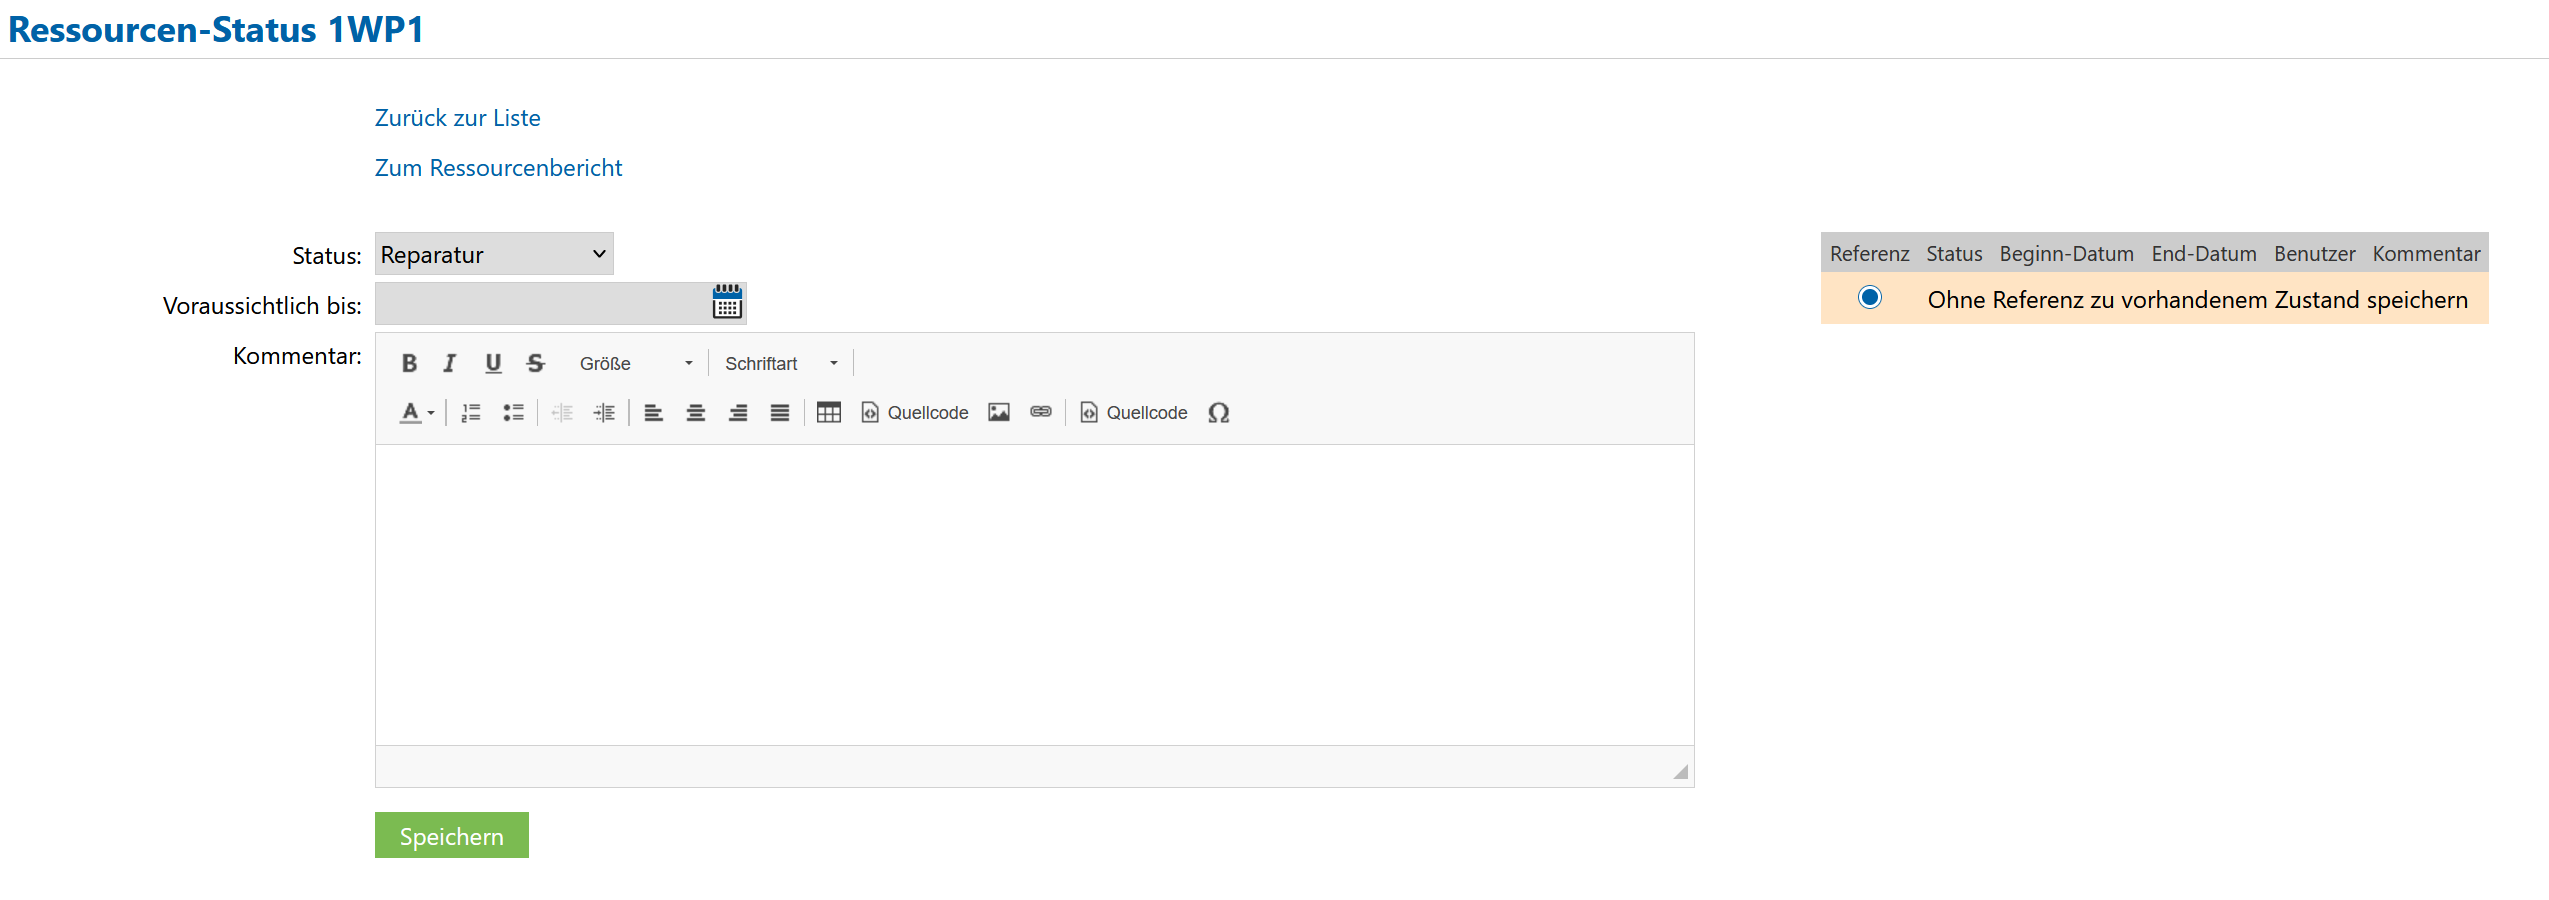 Ressourcen-Status 1WP1
Zurück zur Liste
Zum Ressourcenbericht
Status: Reparatur
Voraussichtlich bis:
Kommentar:
B I U S Größe Schriftart
A Quellcode Quellcode Ω
Speichern
Referenz Status Beginn-Datum End-Datum Benutzer Kommentar
Ohne Referenz zu vorhandenem Zustand speichern